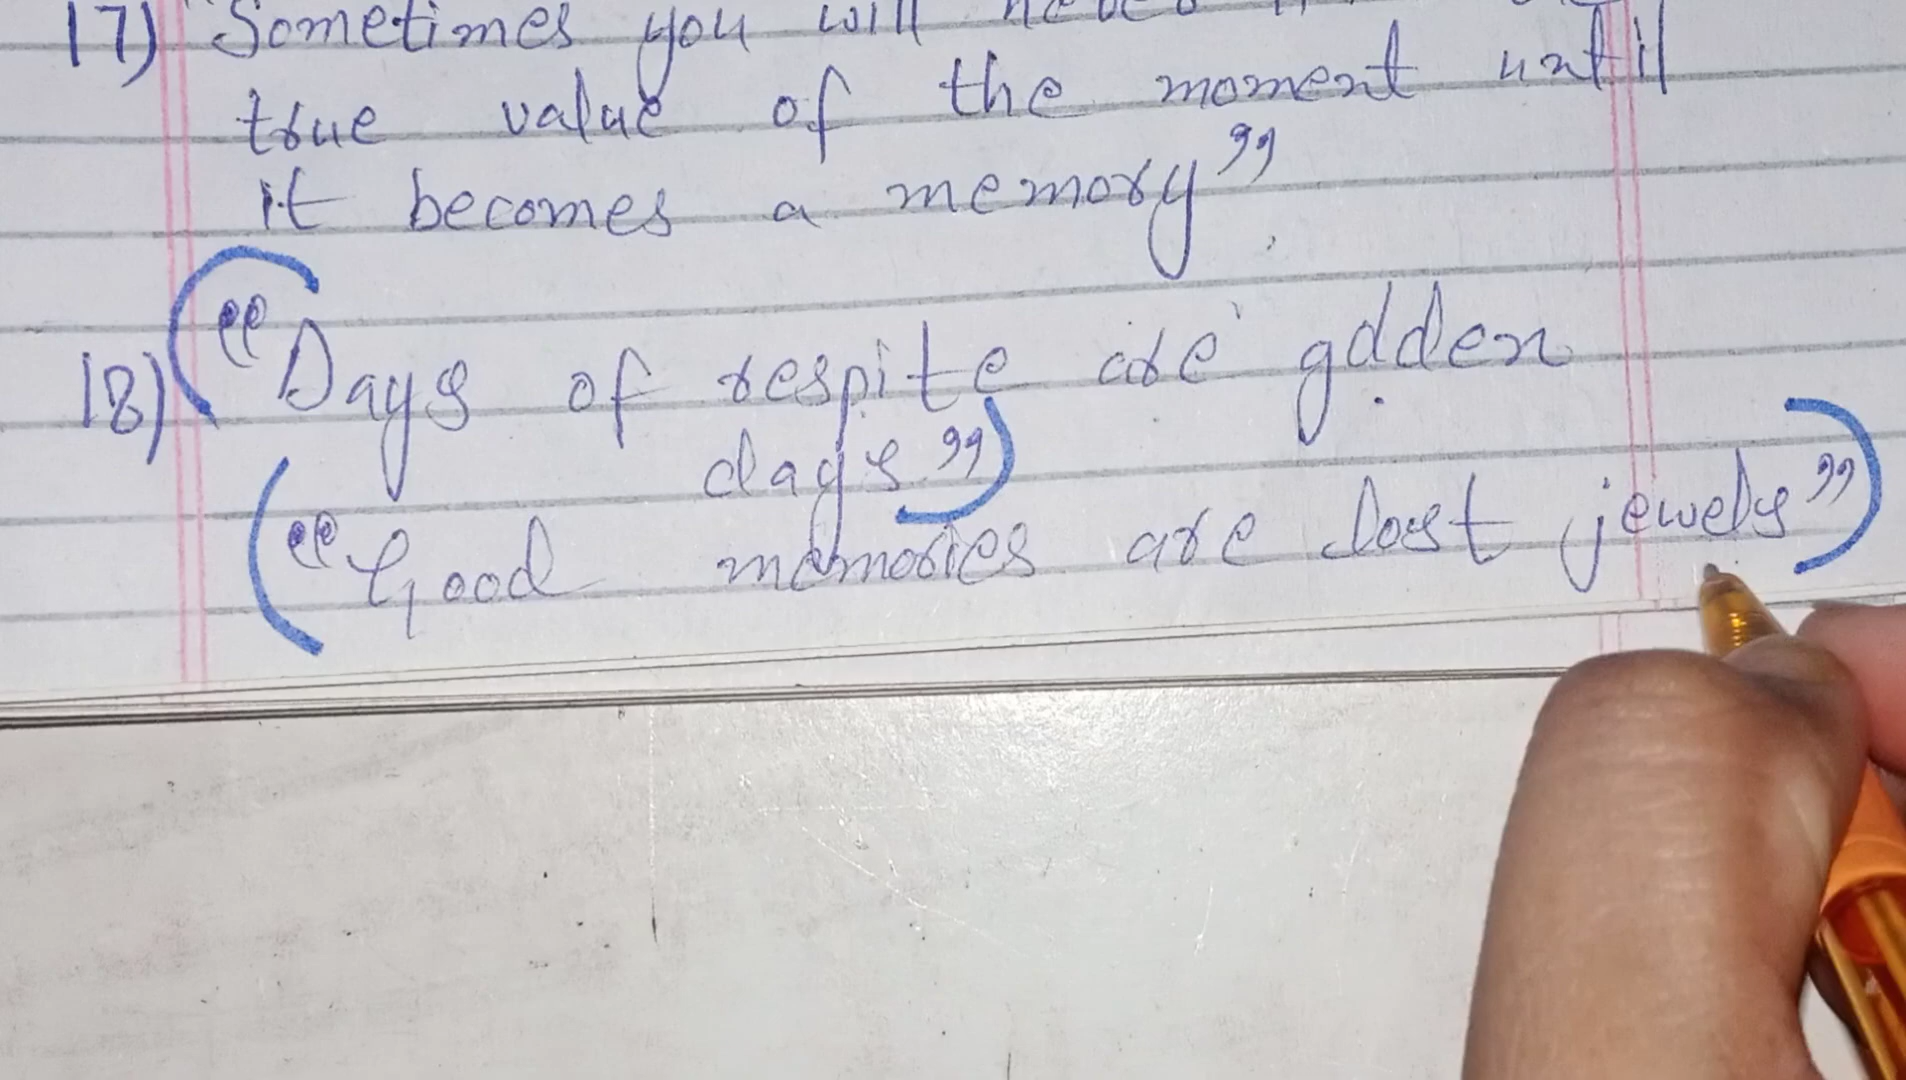 17) "Sometimes you will never
true value of the moment until
it becomes a memory"
18) ("Days of respite are golden
days.")
("Good memories are lost jewels")